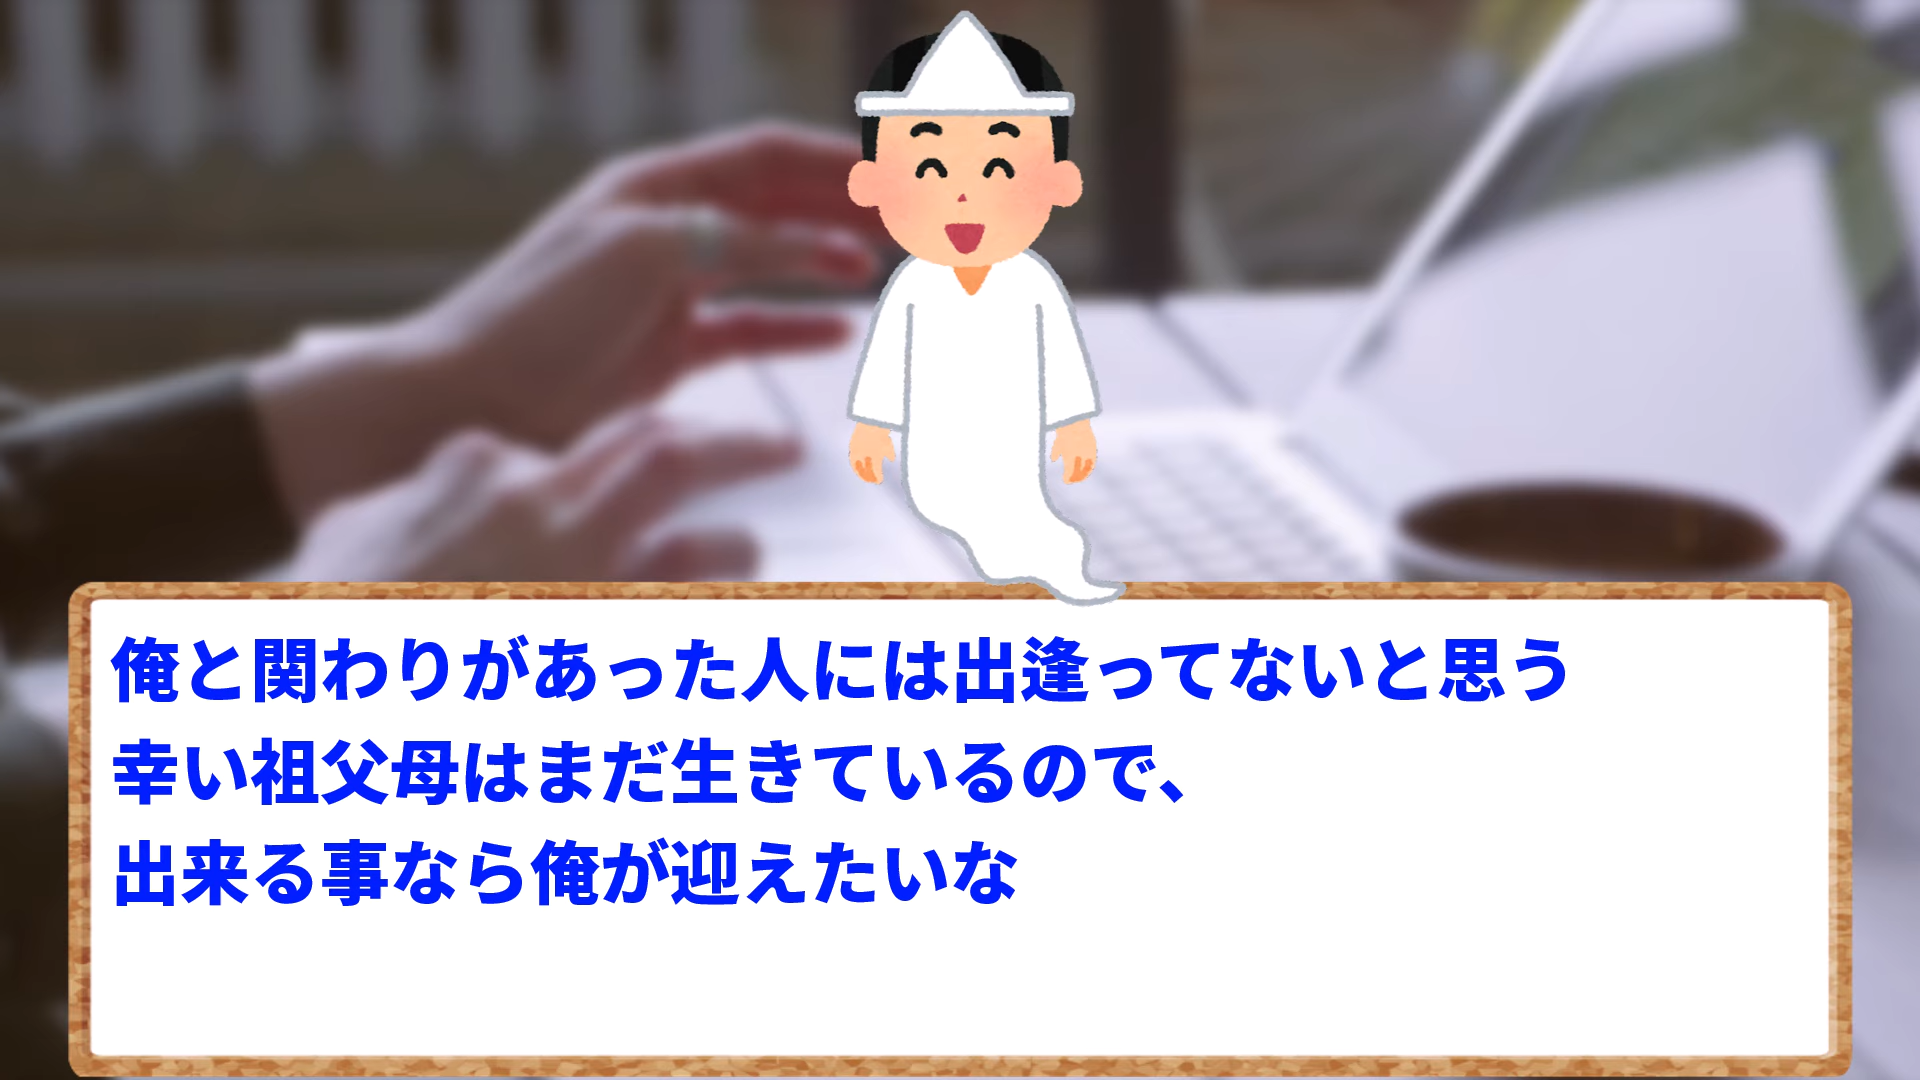 俺と関わりがあった人には出逢ってないと思う
幸い祖父母はまだ生きているので、
出来る事なら俺が迎えたいな